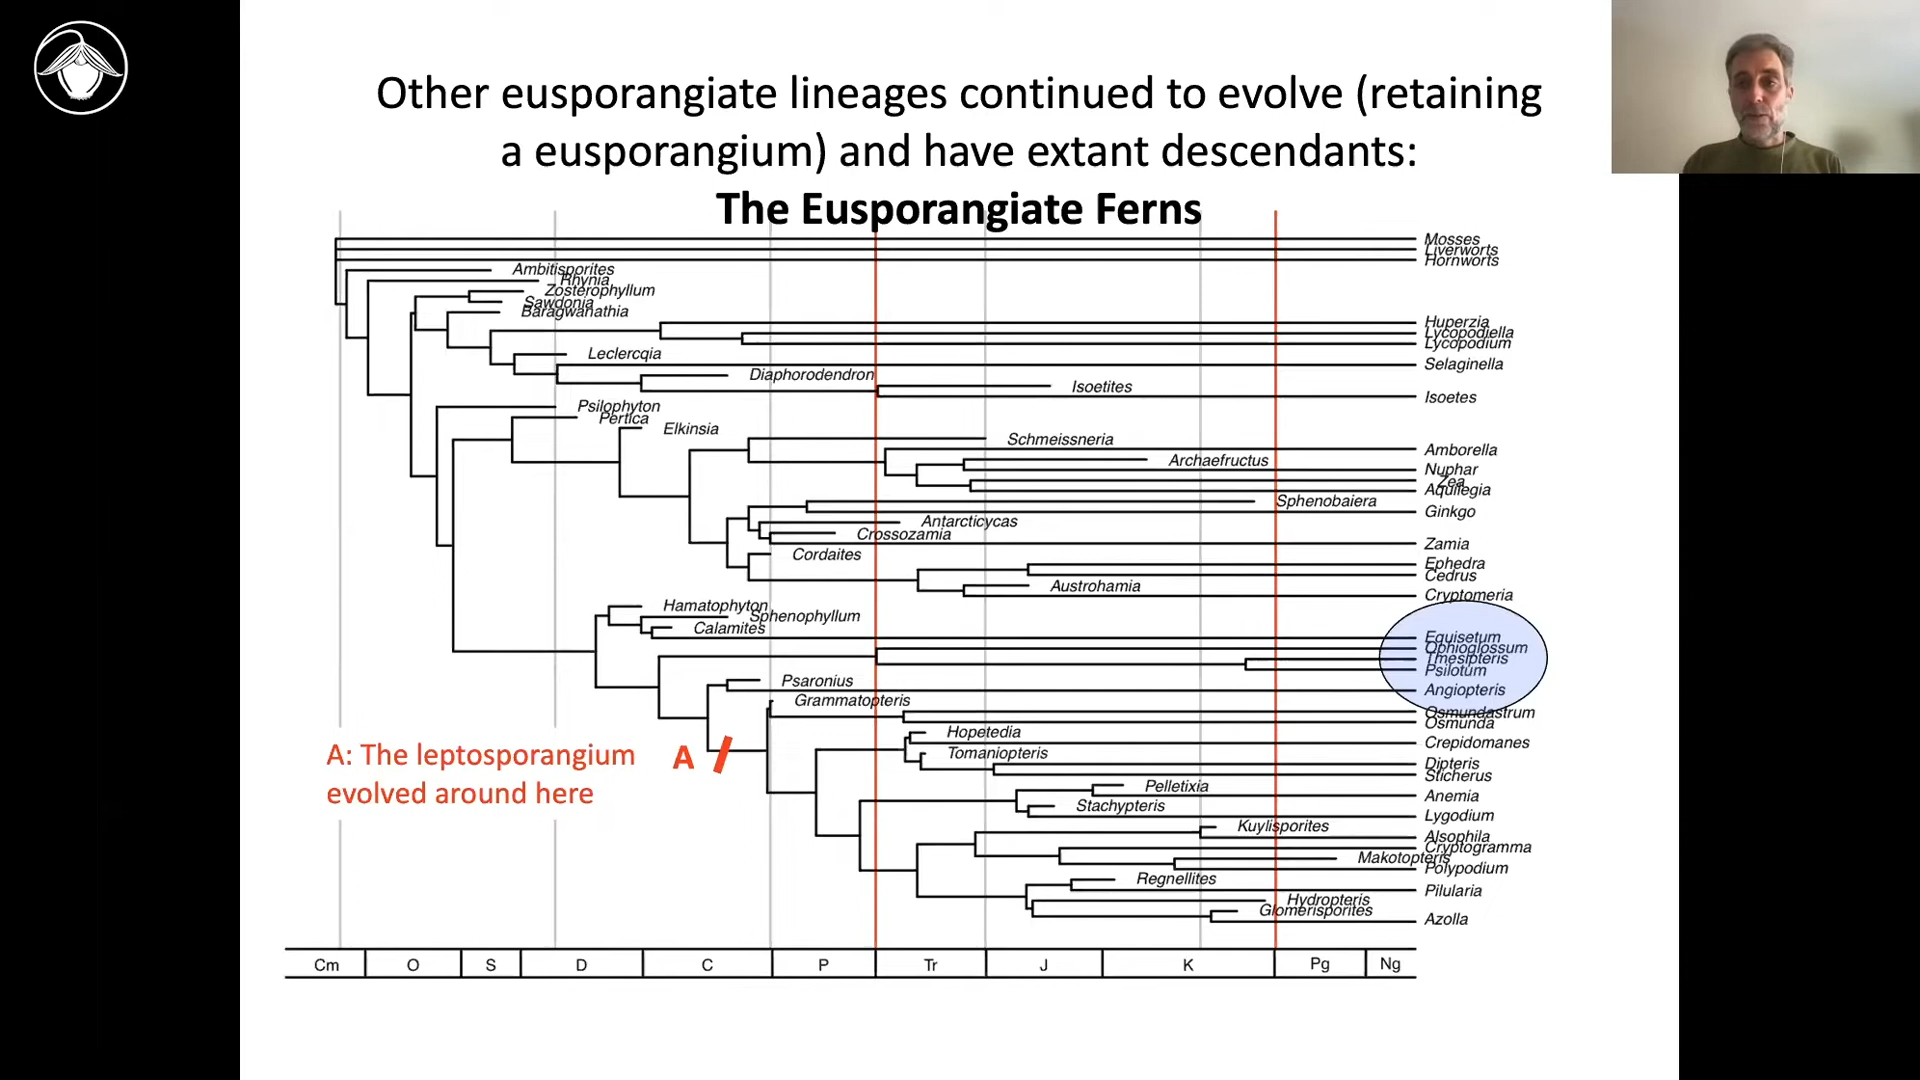 Other eusporangiate lineages continued to evolve (retaining
a eusporangium) and have extant descendants:
The Eusporangiate Ferns
Mosses
Liverworts
Hornworts
Ambitisporites
Rhynia
Zosterophyllum
Sawdonia
Baragwanathia
Huperzia
Lycopodiella
Lycopodium
Leclercqia
Selaginella
Diaphorodendron
Isoetites
Isoetes
Psilophyton
Pertica
Elkinsia
Schmeissneria
Amborella
Archaefructus
Nuphar
Zea
Aquilegia
Sphenobaiera
Ginkgo
Antarcticycas
Crossozamia
Zamia
Cordaites
Ephedra
Cedrus
Austrohamia
Cryptomeria
Hamatophyton
Sphenophyllum
Calamites
Equisetum
Ophioglossum
Tmesipteris
Psilotum
Psaronius
Angiopteris
Grammatopteris
Osmundastrum
Osmunda
Hopetedia
Crepidomanes
Tomaniopteris
Dipteris
Sticherus
A: The leptosporangium
evolved around here
A
Pelletixia
Anemia
Stachypteris
Lygodium
Kuylisporites
Alsophila
Cryptogramma
Makotopteris
Polypodium
Regnellites
Pilularia
Hydropteris
Glomerisporites
Azolla
Cm O S D C P Tr J K Pg Ng